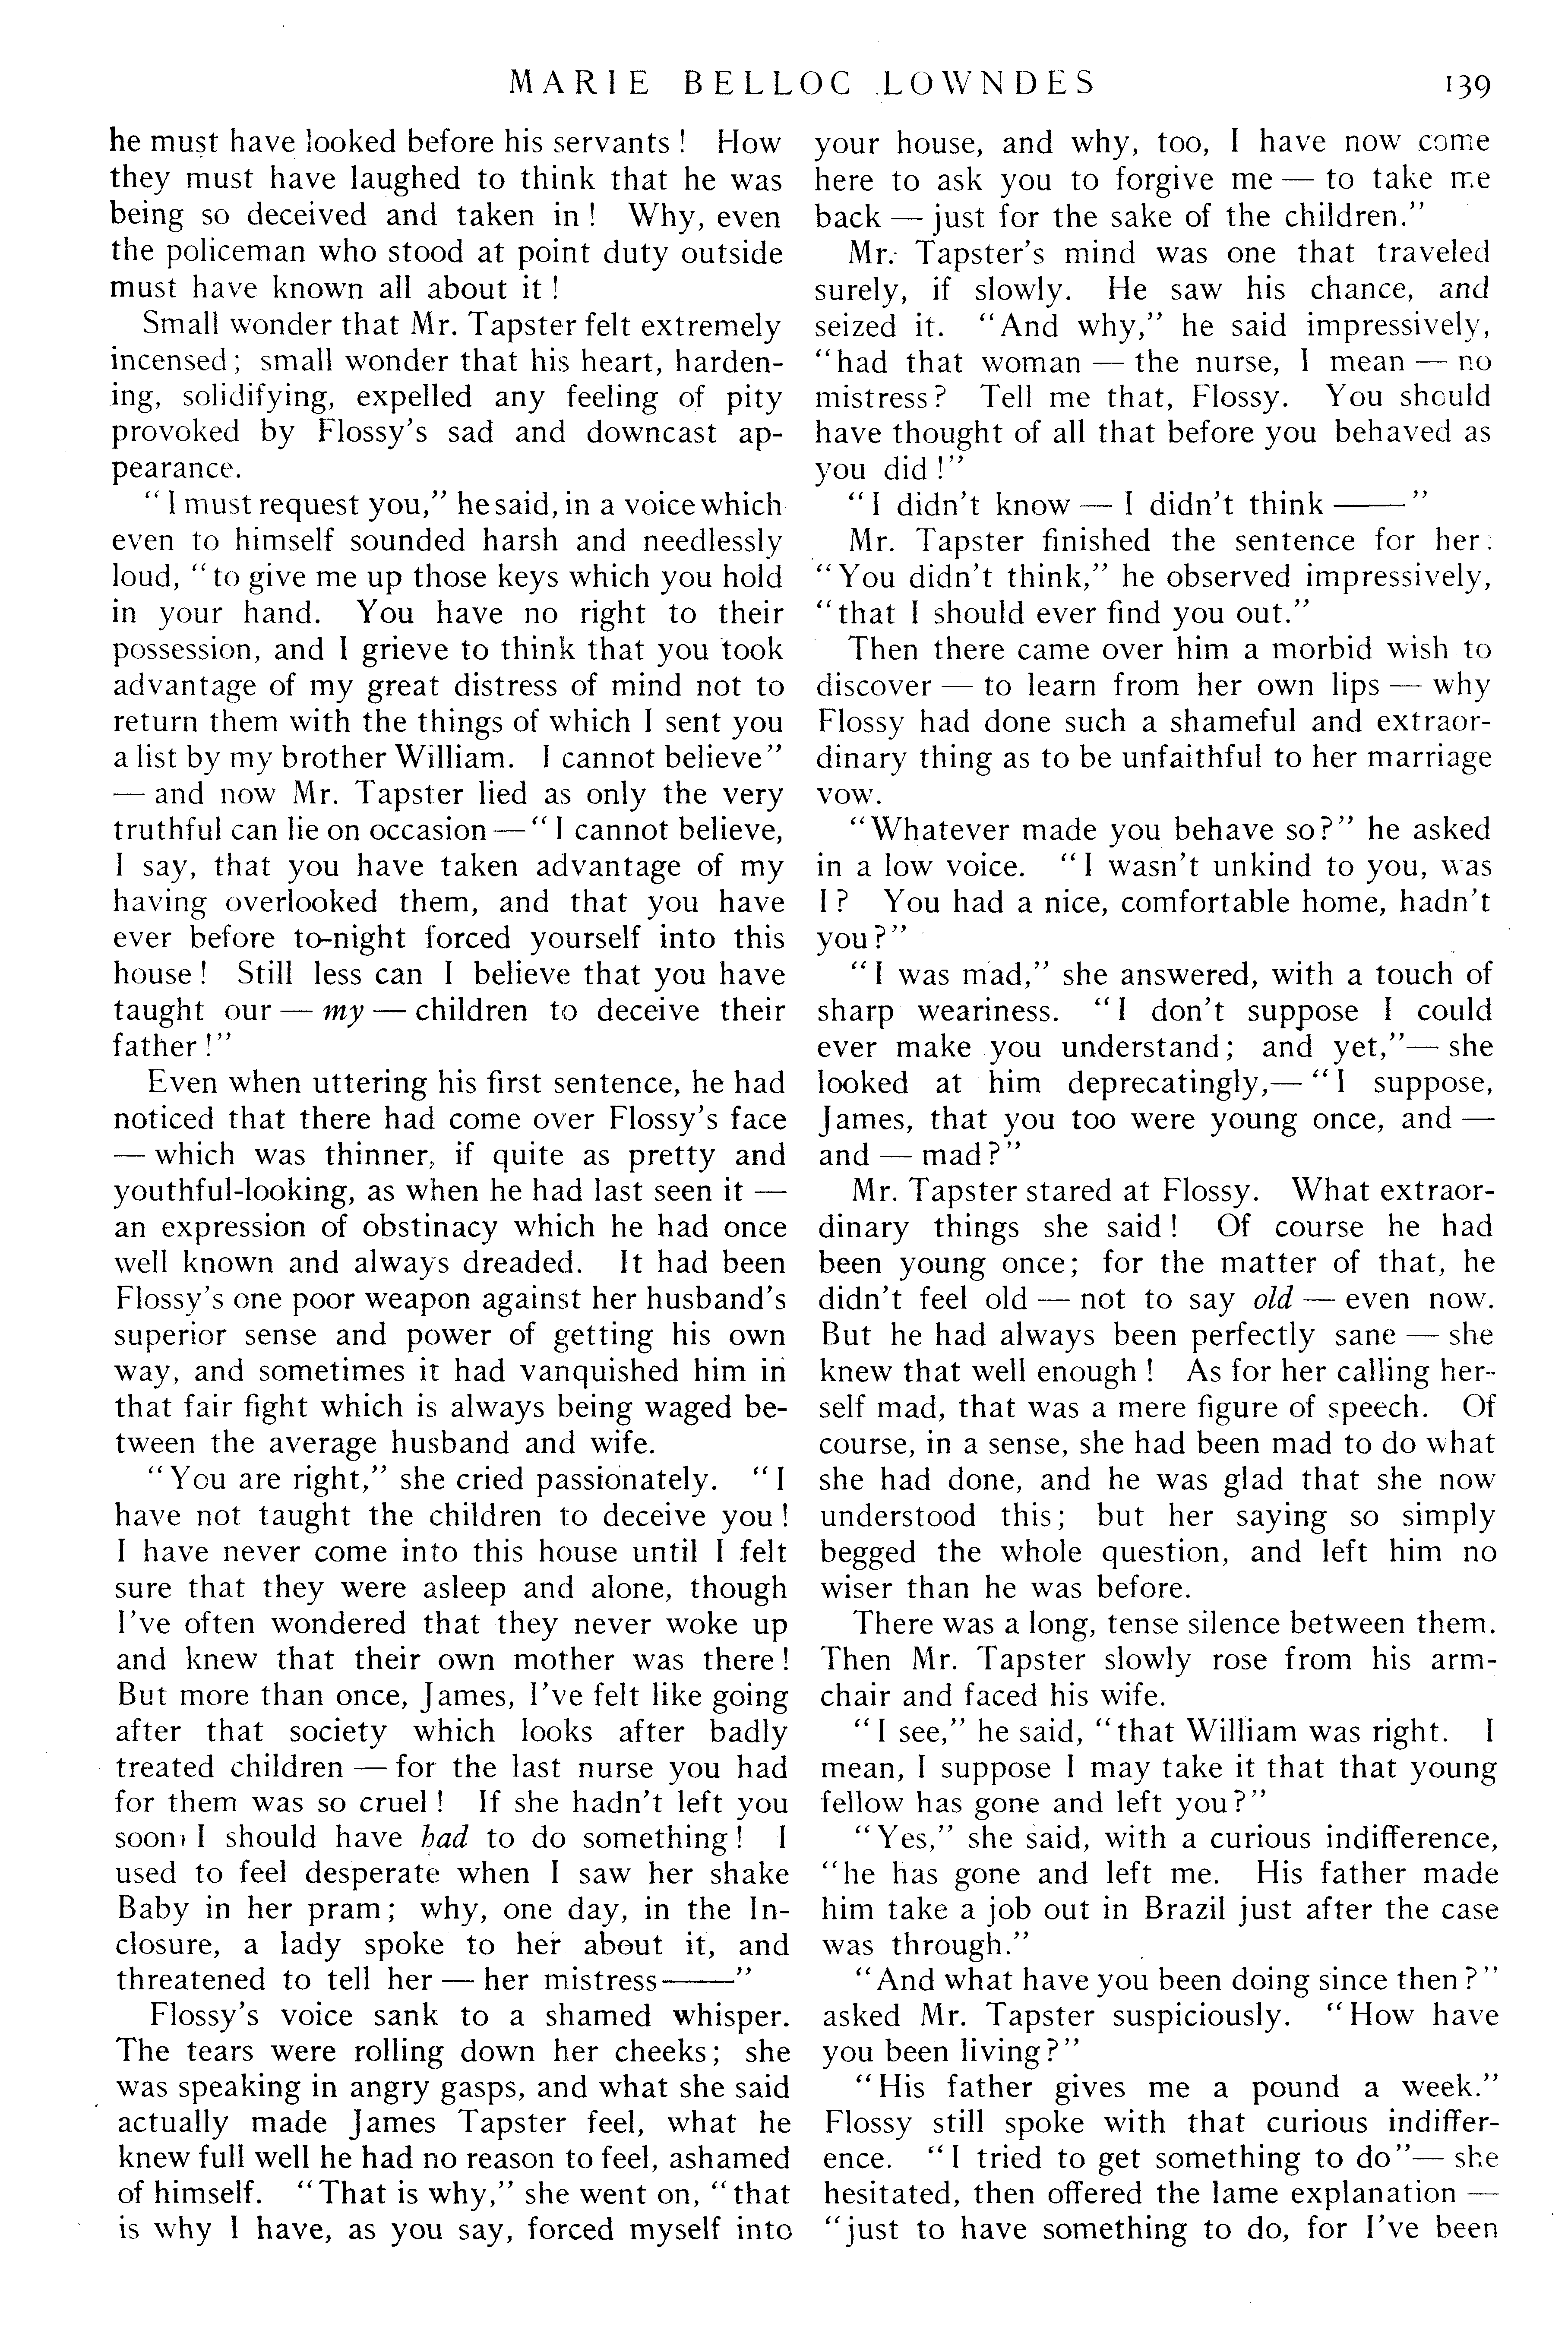 MARIE BELLOC LOWNDES 139
he must have looked before his servants! How
they must have laughed to think that he was
being so deceived and taken in! Why, even
the policeman who stood at point duty outside
must have known all about it!
Small wonder that Mr. Tapster felt extremely
incensed; small wonder that his heart, harden-
ing, solidifying, expelled any feeling of pity
provoked by Flossy's sad and downcast ap-
pearance.
"I must request you," he said, in a voice which
even to himself sounded harsh and needlessly
loud, "to give me up those keys which you hold
in your hand. You have no right to their
possession, and I grieve to think that you took
advantage of my great distress of mind not to
return them with the things of which I sent you
a list by my brother William. I cannot believe"
— and now Mr. Tapster lied as only the very
truthful can lie on occasion — "I cannot believe,
I say, that you have taken advantage of my
having overlooked them, and that you have
ever before to-night forced yourself into this
house! Still less can I believe that you have
taught our — my — children to deceive their
father!"
Even when uttering his first sentence, he had
noticed that there had come over Flossy's face
— which was thinner, if quite as pretty and
youthful-looking, as when he had last seen it —
an expression of obstinacy which he had once
well known and always dreaded. It had been
Flossy's one poor weapon against her husband's
superior sense and power of getting his own
way, and sometimes it had vanquished him in
that fair fight which is always being waged be-
tween the average husband and wife.
"You are right," she cried passionately. "I
have not taught the children to deceive you!
I have never come into this house until I felt
sure that they were asleep and alone, though
I've often wondered that they never woke up
and knew that their own mother was there!
But more than once, James, I've felt like going
after that society which looks after badly
treated children — for the last nurse you had
for them was so cruel! If she hadn't left you
soon, I should have had to do something! I
used to feel desperate when I saw her shake
Baby in her pram; why, one day, in the In-
closure, a lady spoke to her about it, and
threatened to tell her — her mistress——"
Flossy's voice sank to a shamed whisper.
The tears were rolling down her cheeks; she
was speaking in angry gasps, and what she said
actually made James Tapster feel, what he
knew full well he had no reason to feel, ashamed
of himself. "That is why," she went on, "that
is why I have, as you say, forced myself into
your house, and why, too, I have now come
here to ask you to forgive me — to take me
back — just for the sake of the children."
Mr. Tapster's mind was one that traveled
surely, if slowly. He saw his chance, and
seized it. "And why," he said impressively,
"had that woman — the nurse, I mean — no
mistress? Tell me that, Flossy. You should
have thought of all that before you behaved as
you did!"
"I didn't know — I didn't think ——"
Mr. Tapster finished the sentence for her:
"You didn't think," he observed impressively,
"that I should ever find you out."
Then there came over him a morbid wish to
discover — to learn from her own lips — why
Flossy had done such a shameful and extraor-
dinary thing as to be unfaithful to her marriage
vow.
"Whatever made you behave so?" he asked
in a low voice. "I wasn't unkind to you, was
I? You had a nice, comfortable home, hadn't
you?"
"I was mad," she answered, with a touch of
sharp weariness. "I don't suppose I could
ever make you understand; and yet,"— she
looked at him deprecatingly,— "I suppose,
James, that you too were young once, and —
and — mad?"
Mr. Tapster stared at Flossy. What extraor-
dinary things she said! Of course he had
been young once; for the matter of that, he
didn't feel old — not to say old — even now.
But he had always been perfectly sane — she
knew that well enough! As for her calling her-
self mad, that was a mere figure of speech. Of
course, in a sense, she had been mad to do what
she had done, and he was glad that she now
understood this; but her saying so simply
begged the whole question, and left him no
wiser than he was before.
There was a long, tense silence between them.
Then Mr. Tapster slowly rose from his arm-
chair and faced his wife.
"I see," he said, "that William was right. I
mean, I suppose I may take it that that young
fellow has gone and left you?"
"Yes," she said, with a curious indifference,
"he has gone and left me. His father made
him take a job out in Brazil just after the case
was through."
"And what have you been doing since then?"
asked Mr. Tapster suspiciously. "How have
you been living?"
"His father gives me a pound a week."
Flossy still spoke with that curious indiffer-
ence. "I tried to get something to do"— she
hesitated, then offered the lame explanation —
"just to have something to do, for I've been